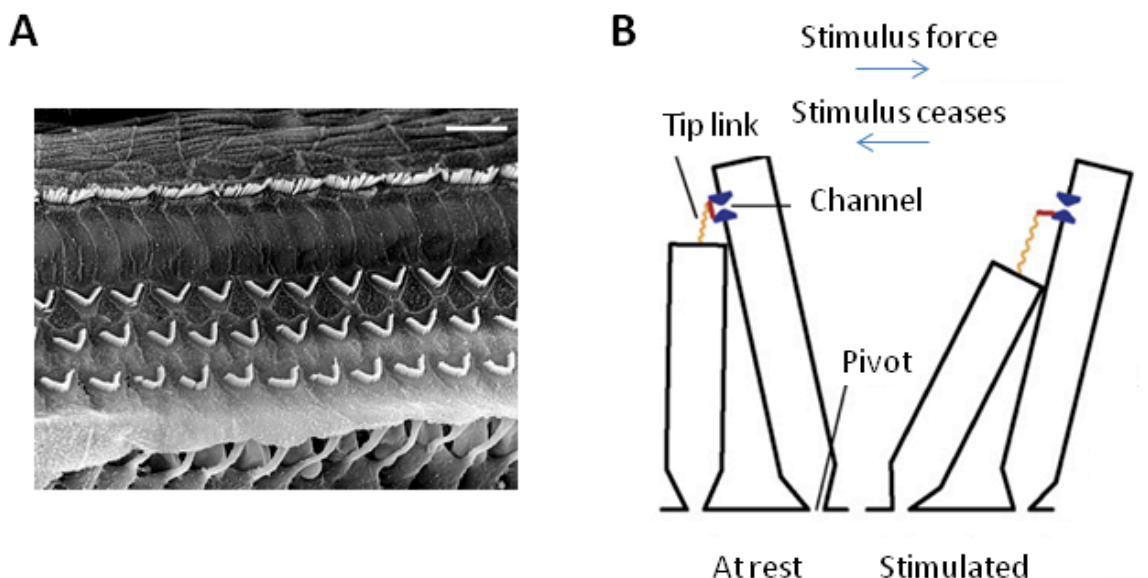 A
B
Stimulus force
Stimulus ceases
Tip link
Channel
Pivot
At rest
Stimulated